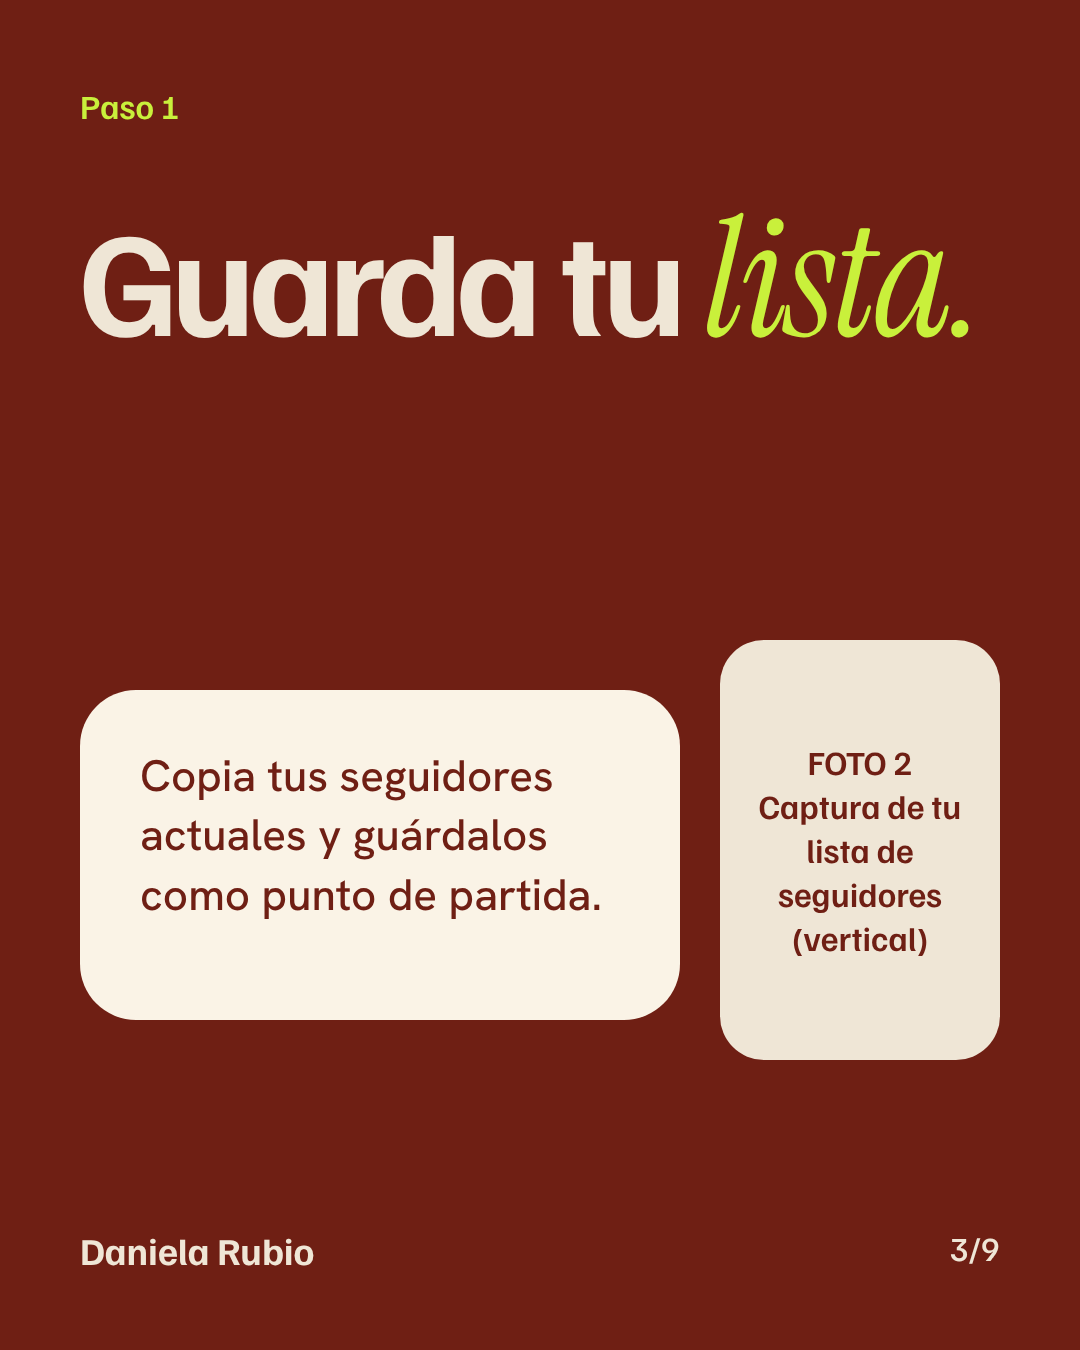 Paso 1
Guarda tu lista.
Copia tus seguidores
actuales y guárdalos
como punto de partida.
FOTO 2
Captura de tu
lista de
seguidores
(vertical)
Daniela Rubio
3/9